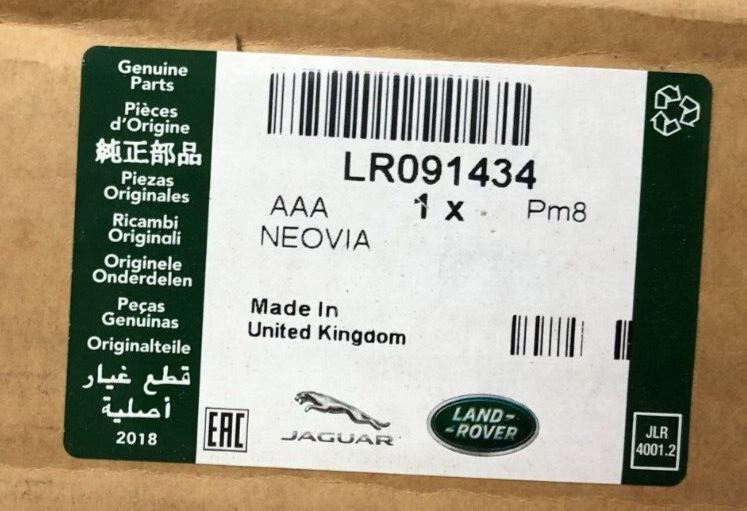 Genuine
Parts
Pièces
d'Origine
純正部品
Piezas
Originales
Ricambi
Originali
Originele
Onderdelen
Peças
Genuínas
Originalteile
قطع غيار
أصلية
2018
LR091434
AAA 1 x Pm8
NEOVIA
Made In
United Kingdom
EAC
JAGUAR
LAND-
-ROVER
JLR
4001.2